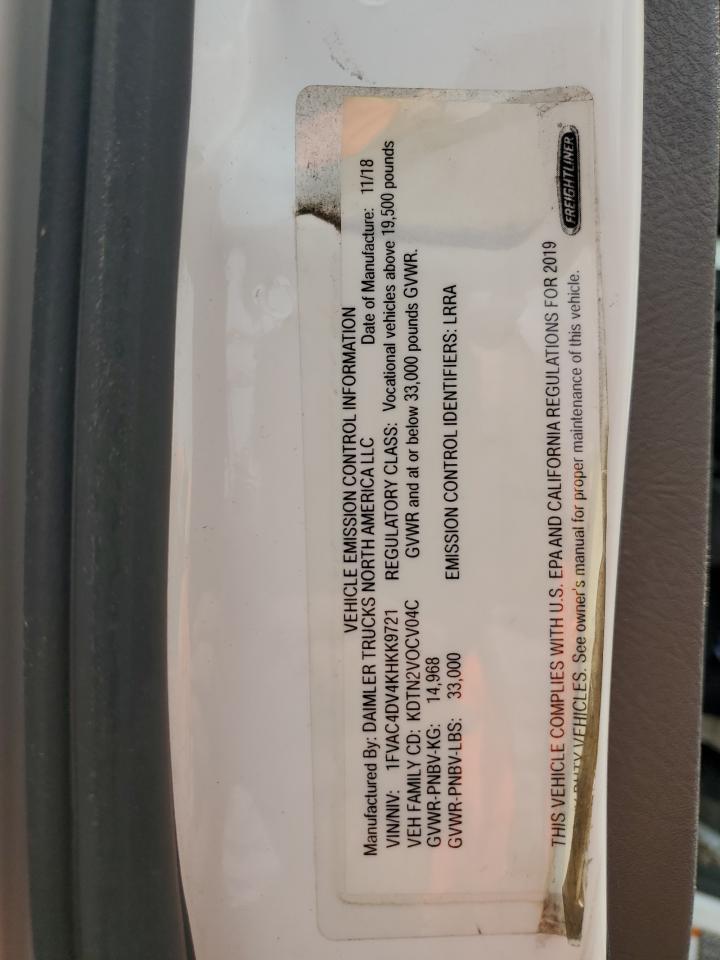 VEHICLE EMISSION CONTROL INFORMATION
Manufactured By: DAIMLER TRUCKS NORTH AMERICA LLC Date of Manufacture: 11/18
VIN/NIV: 1FVAC4DV4KHKK9721 REGULATORY CLASS: Vocational vehicles above 19,500 pounds
VEH FAMILY CD: KDTN2VOCV04C GVWR and at or below 33,000 pounds GVWR.
GVWR-PNBV-KG: 14,968
GVWR-PNBV-LBS: 33,000 EMISSION CONTROL IDENTIFIERS: LRRA
THIS VEHICLE COMPLIES WITH U.S. EPA AND CALIFORNIA REGULATIONS FOR 2019
DUTY VEHICLES. See owner's manual for proper maintenance of this vehicle.
FREIGHTLINER®